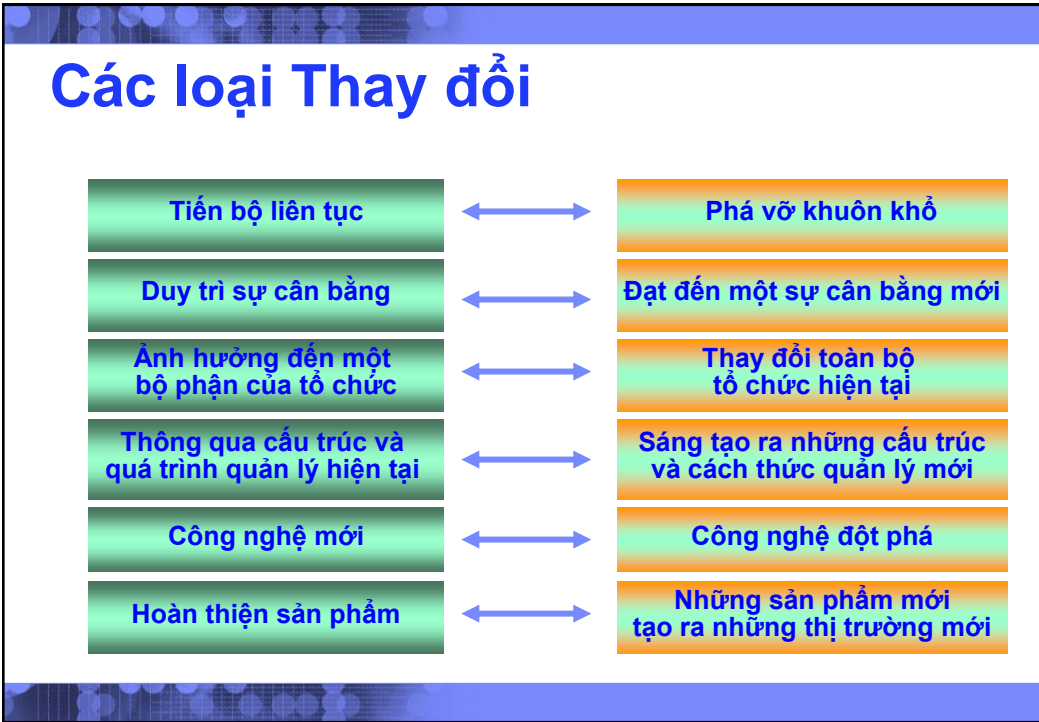 Các loại Thay đổi
Tiến bộ liên tục
Phá vỡ khuôn khổ
Duy trì sự cân bằng
Đạt đến một sự cân bằng mới
Ảnh hưởng đến một
bộ phận của tổ chức
Thay đổi toàn bộ
tổ chức hiện tại
Thông qua cấu trúc và
quá trình quản lý hiện tại
Sáng tạo ra những cấu trúc
và cách thức quản lý mới
Công nghệ mới
Công nghệ đột phá
Hoàn thiện sản phẩm
Những sản phẩm mới
tạo ra những thị trường mới